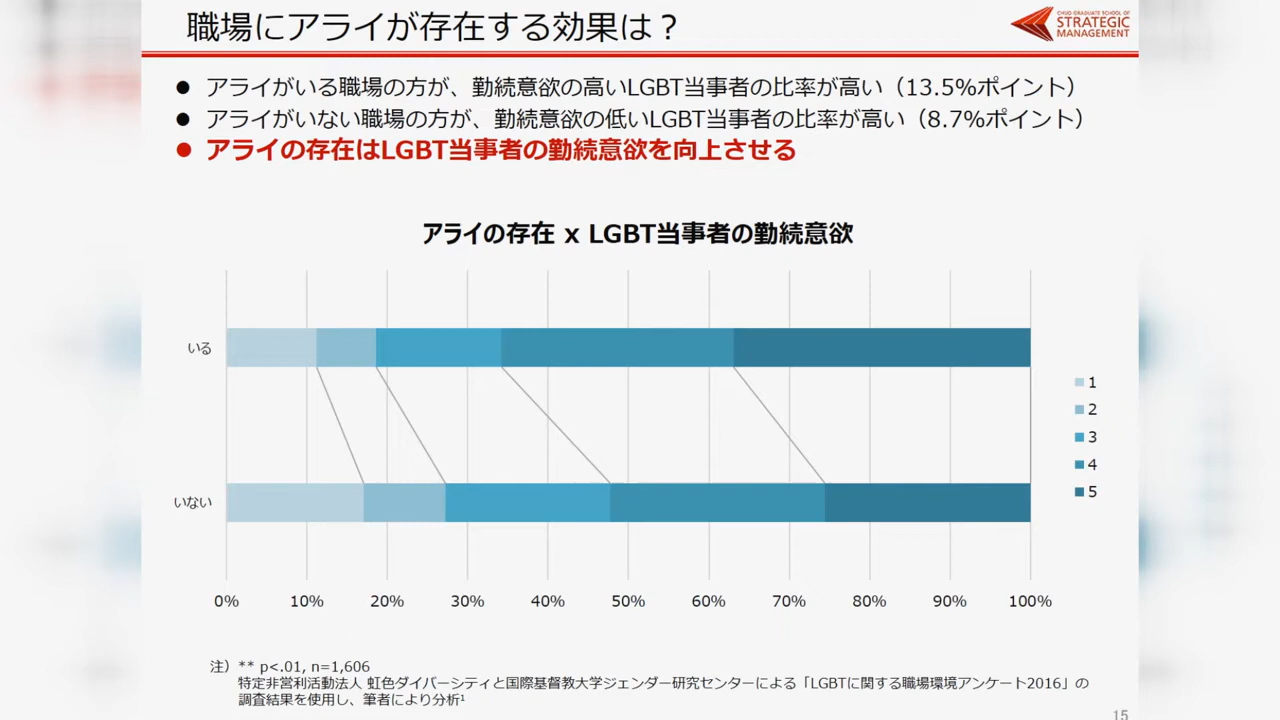 職場にアライが存在する効果は？
CHUO GRADUATE SCHOOL OF
STRATEGIC
MANAGEMENT
● アライがいる職場の方が、勤続意欲の高いLGBT当事者の比率が高い（13.5%ポイント）
● アライがいない職場の方が、勤続意欲の低いLGBT当事者の比率が高い（8.7%ポイント）
● アライの存在はLGBT当事者の勤続意欲を向上させる
アライの存在 x LGBT当事者の勤続意欲
いる
いない
1
2
3
4
5
0% 10% 20% 30% 40% 50% 60% 70% 80% 90% 100%
注）** p<.01, n=1,606
特定非営利活動法人 虹色ダイバーシティと国際基督教大学ジェンダー研究センターによる「LGBTに関する職場環境アンケート2016」の
調査結果を使用し、筆者により分析¹
15